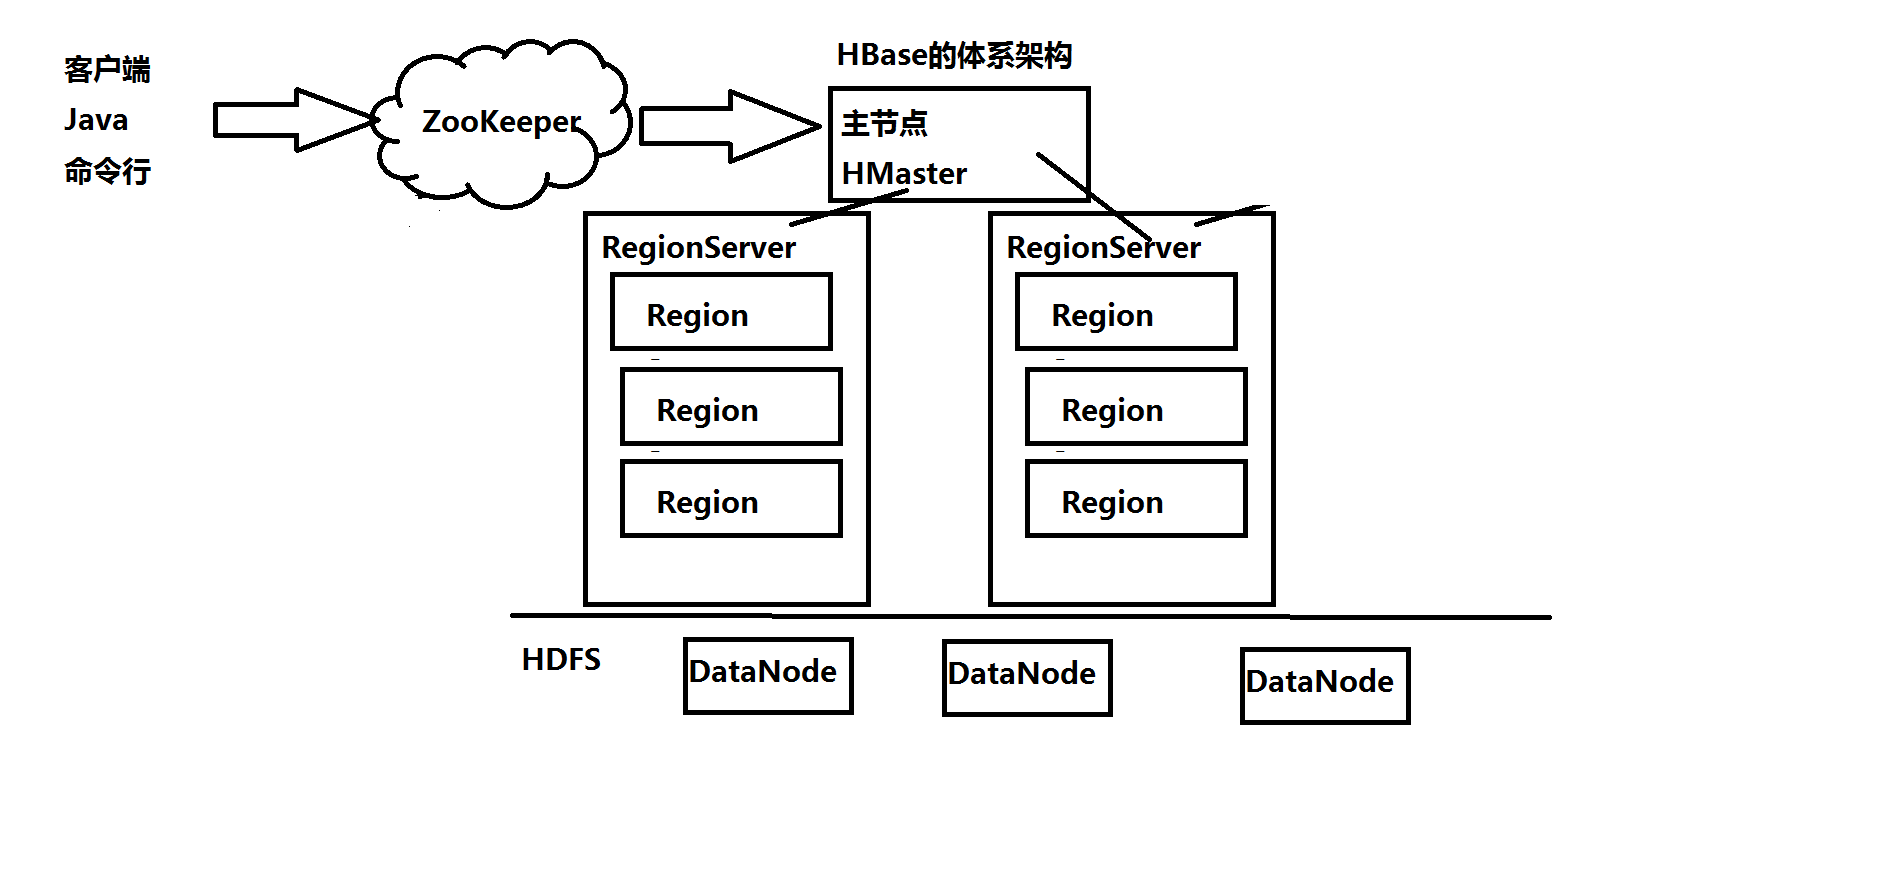 客户端
Java
命令行
ZooKeeper
HBase的体系架构
主节点
HMaster
RegionServer
Region
Region
Region
RegionServer
Region
Region
Region
HDFS
DataNode
DataNode
DataNode